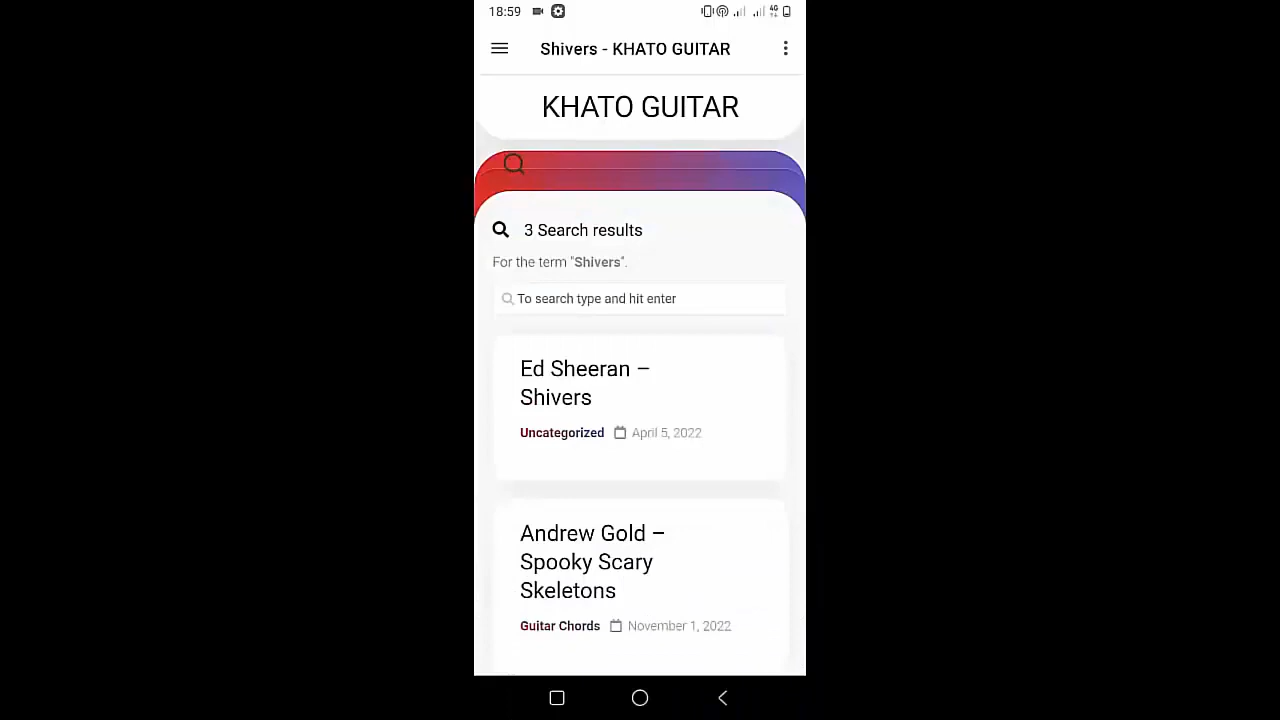 18:59
4G
Shivers - KHATO GUITAR
KHATO GUITAR
3 Search results
For the term "Shivers".
To search type and hit enter
Ed Sheeran –
Shivers
Uncategorized April 5, 2022
Andrew Gold –
Spooky Scary
Skeletons
Guitar Chords November 1, 2022